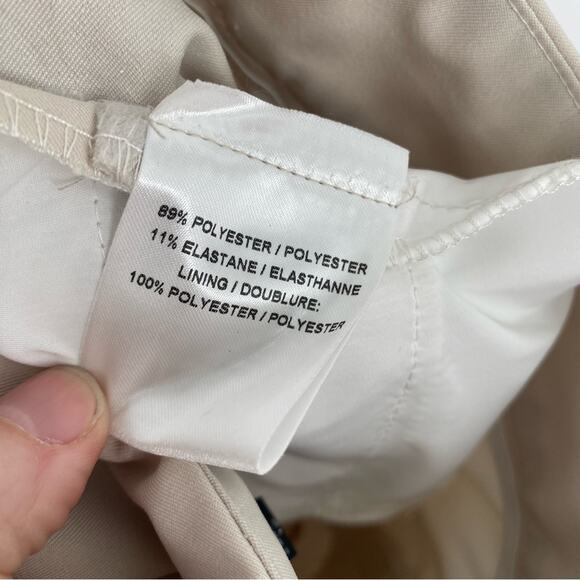 89% POLYESTER / POLYESTER
11% ELASTANE / ELASTHANNE
LINING / DOUBLURE:
100% POLYESTER / POLYESTER